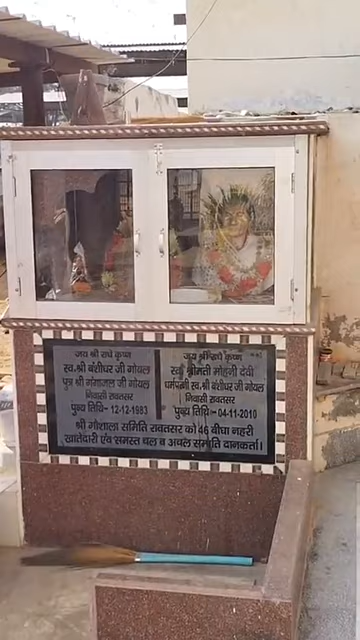 जय श्री राधे कृष्ण
स्व. श्री बंशीधर जी गोयल
पुत्र श्री गंगाजल जी गोयल
निवासी रावतसर
पुण्य तिथि:- 12-12-1983
जय श्री राधे कृष्ण
स्व. श्रीमती मोहनी देवी
धर्मपत्नि स्व. श्री बंशीधर जी गोयल
निवासी रावतसर
पुण्य तिथि:- 04-11-2010
श्री गोशाला समिति रावतसर को 46 बीघा नहरी
खातेदारी एवं समस्त चल व अचल सम्पति दानकर्ता।